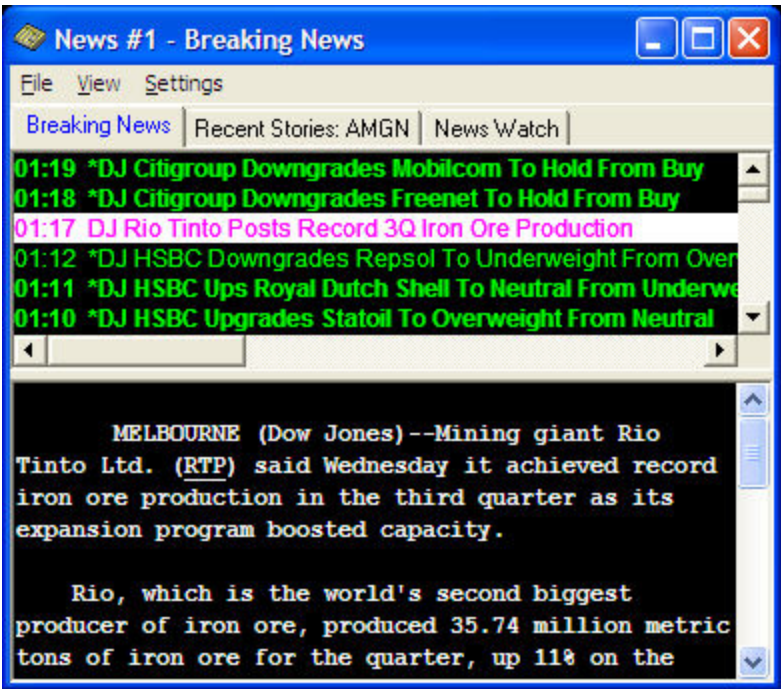 News #1 - Breaking News
File View Settings
Breaking News Recent Stories: AMGN News Watch
01:19 *DJ Citigroup Downgrades Mobilcom To Hold From Buy
01:18 *DJ Citigroup Downgrades Freenet To Hold From Buy
01:17 DJ Rio Tinto Posts Record 3Q Iron Ore Production
01:12 *DJ HSBC Downgrades Repsol To Underweight From Over
01:11 *DJ HSBC Ups Royal Dutch Shell To Neutral From Underwe
01:10 *DJ HSBC Upgrades Statoil To Overweight From Neutral
MELBOURNE (Dow Jones)--Mining giant Rio
Tinto Ltd. (RTP) said Wednesday it achieved record
iron ore production in the third quarter as its
expansion program boosted capacity.
Rio, which is the world's second biggest
producer of iron ore, produced 35.74 million metric
tons of iron ore for the quarter, up 11% on the